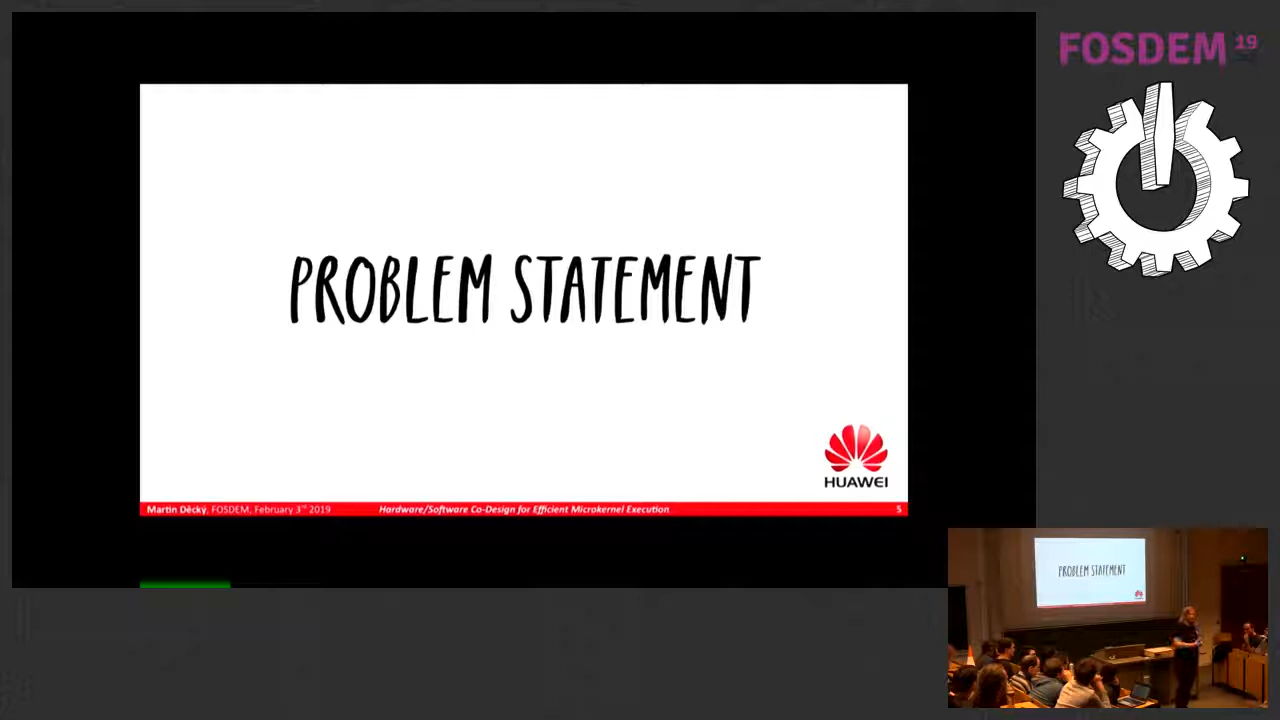 FOSDEM 19
PROBLEM STATEMENT
HUAWEI
Martin Děcký, FOSDEM, February 3rd 2019
Hardware/Software Co-Design for Efficient Microkernel Execution
5
PROBLEM STATEMENT